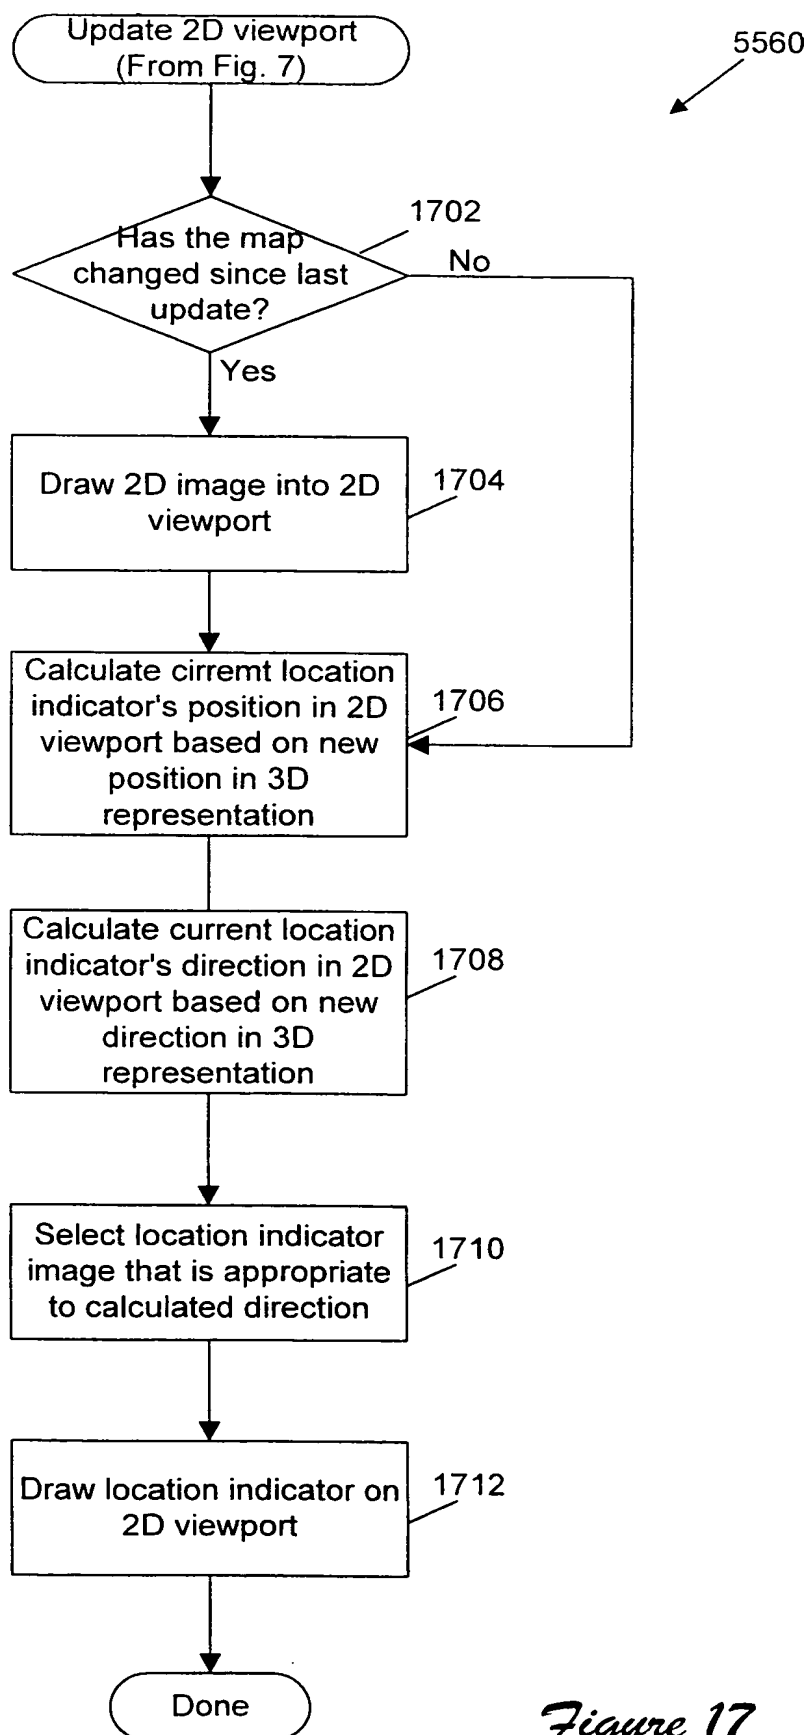 Update 2D viewport
(From Fig. 7)
5560
1702
Has the map
changed since last
update?
No
Yes
Draw 2D image into 2D
viewport
1704
Calculate cirremt location
indicator's position in 2D
viewport based on new
position in 3D
representation
1706
Calculate current location
indicator's direction in 2D
viewport based on new
direction in 3D
representation
1708
Select location indicator
image that is appropriate
to calculated direction
1710
Draw location indicator on
2D viewport
1712
Done
Figure 17